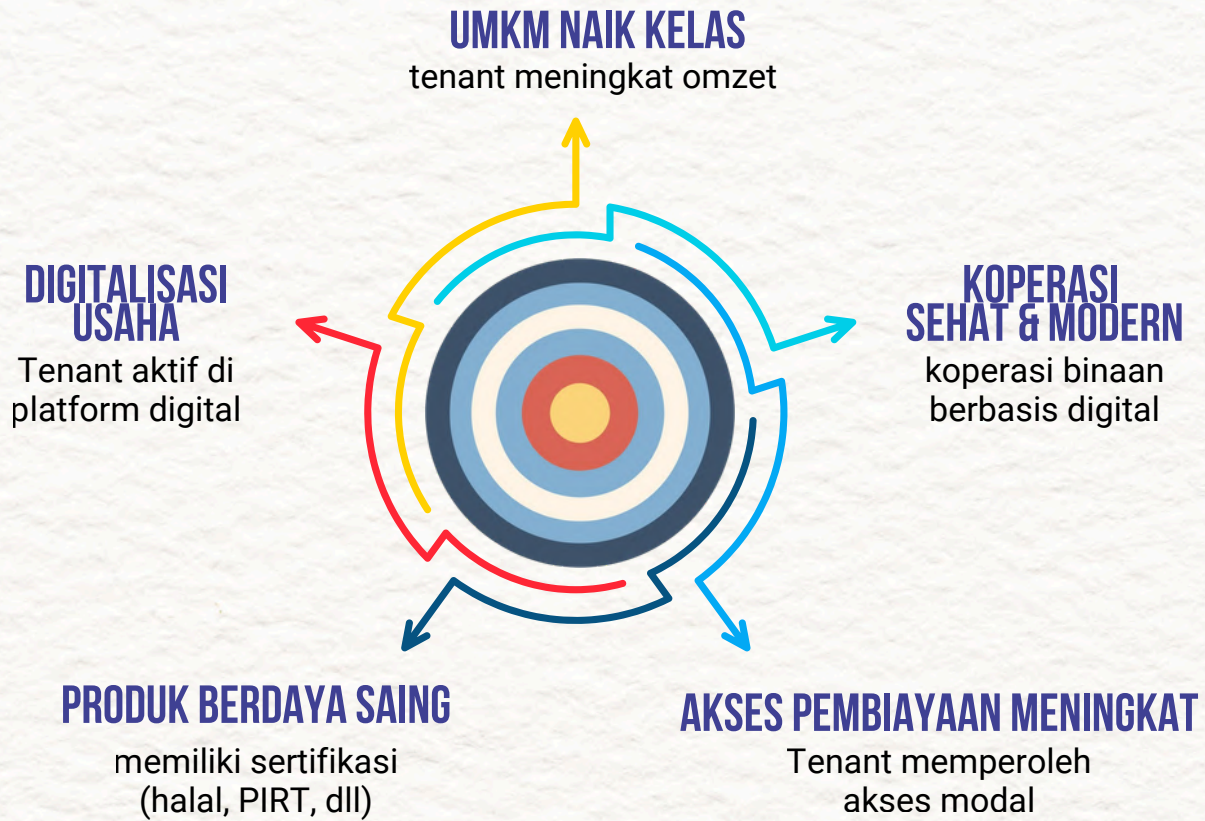 UMKM NAIK KELAS
tenant meningkat omzet
DIGITALISASI
USAHA
Tenant aktif di
platform digital
KOPERASI
SEHAT & MODERN
koperasi binaan
berbasis digital
PRODUK BERDAYA SAING
memiliki sertifikasi
(halal, PIRT, dll)
AKSES PEMBIAYAAN MENINGKAT
Tenant memperoleh
akses modal